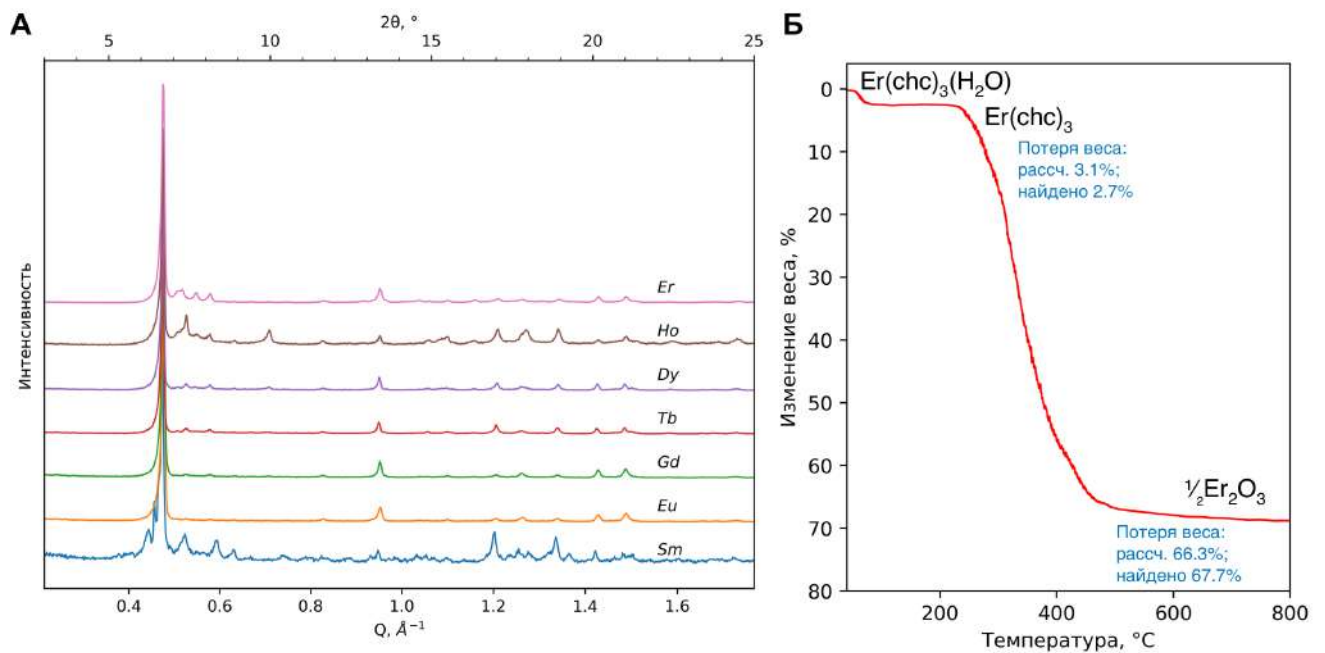 А
2θ, °
5 10 15 20 25
Интенсивность
Er
Ho
Dy
Tb
Gd
Eu
Sm
0.4 0.6 0.8 1.0 1.2 1.4 1.6
Q, Å⁻¹
Б
Er(chc)₃(H₂O)
Er(chc)₃
Потеря веса:
рассч. 3.1%;
найдено 2.7%
½Er₂O₃
Потеря веса:
рассч. 66.3%;
найдено 67.7%
Изменение веса, %
0
10
20
30
40
50
60
70
80
200 400 600 800
Температура, °C